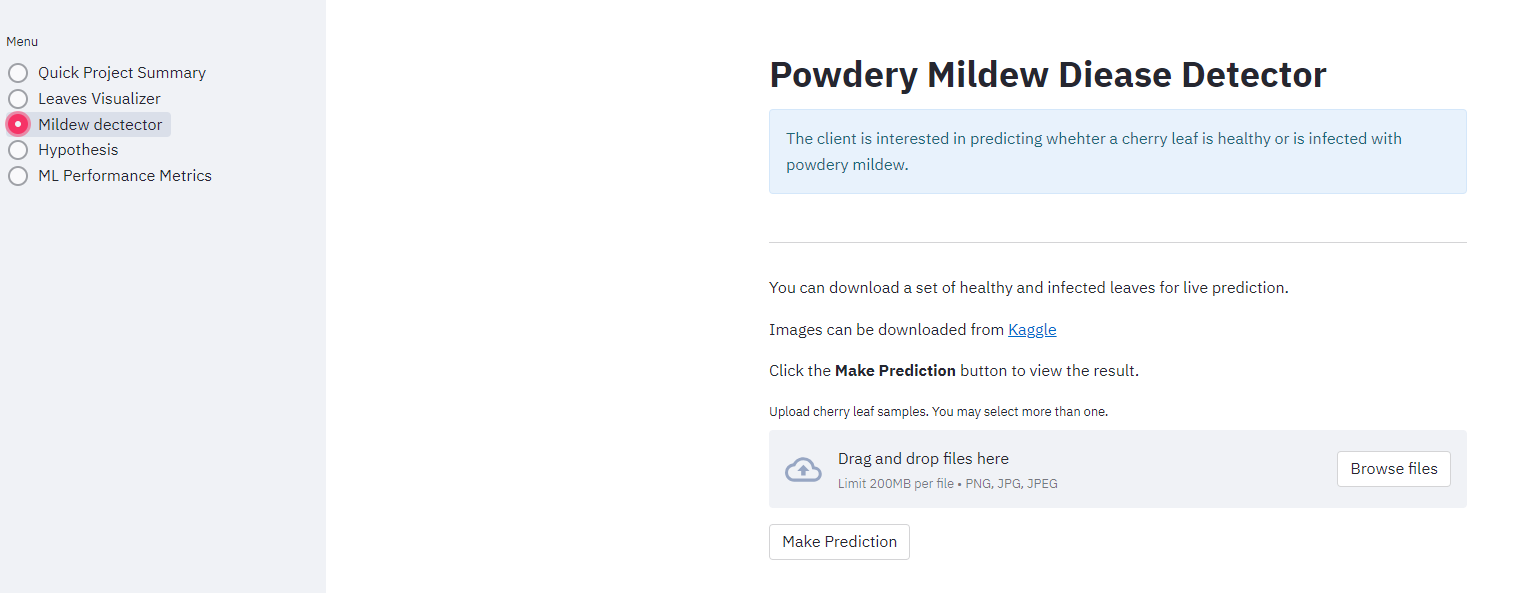 Menu
Quick Project Summary
Leaves Visualizer
Mildew dectector
Hypothesis
ML Performance Metrics
Powdery Mildew Diease Detector
The client is interested in predicting whehter a cherry leaf is healthy or is infected with
powdery mildew.
You can download a set of healthy and infected leaves for live prediction.
Images can be downloaded from Kaggle
Click the Make Prediction button to view the result.
Upload cherry leaf samples. You may select more than one.
Drag and drop files here
Limit 200MB per file • PNG, JPG, JPEG
Browse files
Make Prediction